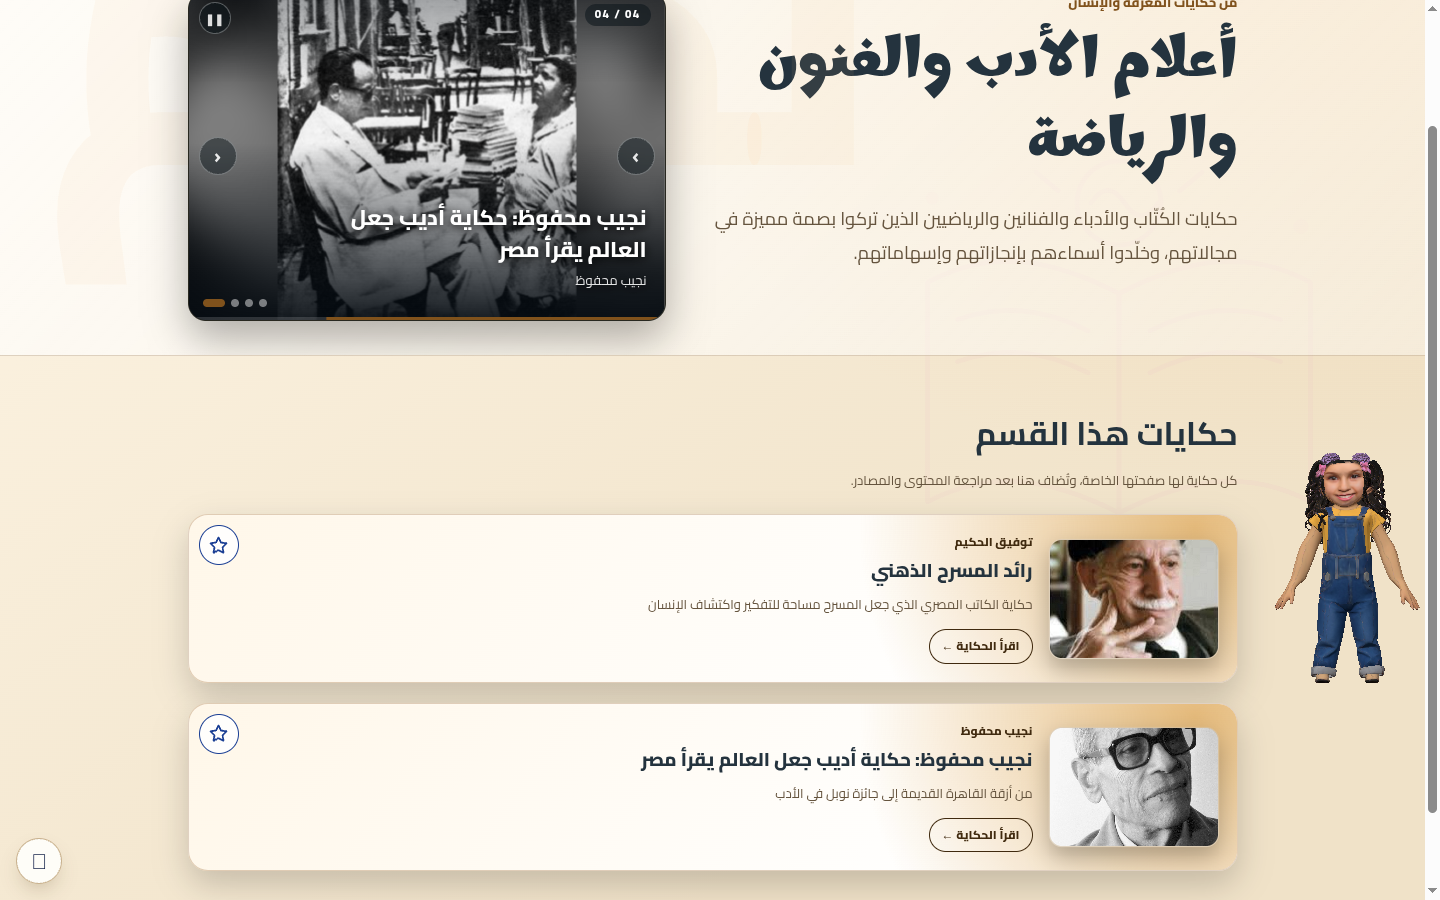 من حكايات المعرفة والإنسان
أعلام الأدب والفنون
والرياضة
حكايات الكُتّاب والأدباء والفنانين والرياضيين الذين تركوا بصمة مميزة في
مجالاتهم، وخلّدوا أسماءهم بإنجازاتهم وإسهاماتهم.
04 / 04
نجيب محفوظ: حكاية أديب جعل
العالم يقرأ مصر
نجيب محفوظ
حكايات هذا القسم
كل حكاية لها صفحتها الخاصة، وتُضاف هنا بعد مراجعة المحتوى والمصادر.
توفيق الحكيم
رائد المسرح الذهني
حكاية الكاتب المصري الذي جعل المسرح مساحة للتفكير واكتشاف الإنسان
اقرأ الحكاية ←
نجيب محفوظ
نجيب محفوظ: حكاية أديب جعل العالم يقرأ مصر
من أزقة القاهرة القديمة إلى جائزة نوبل في الأدب
اقرأ الحكاية ←